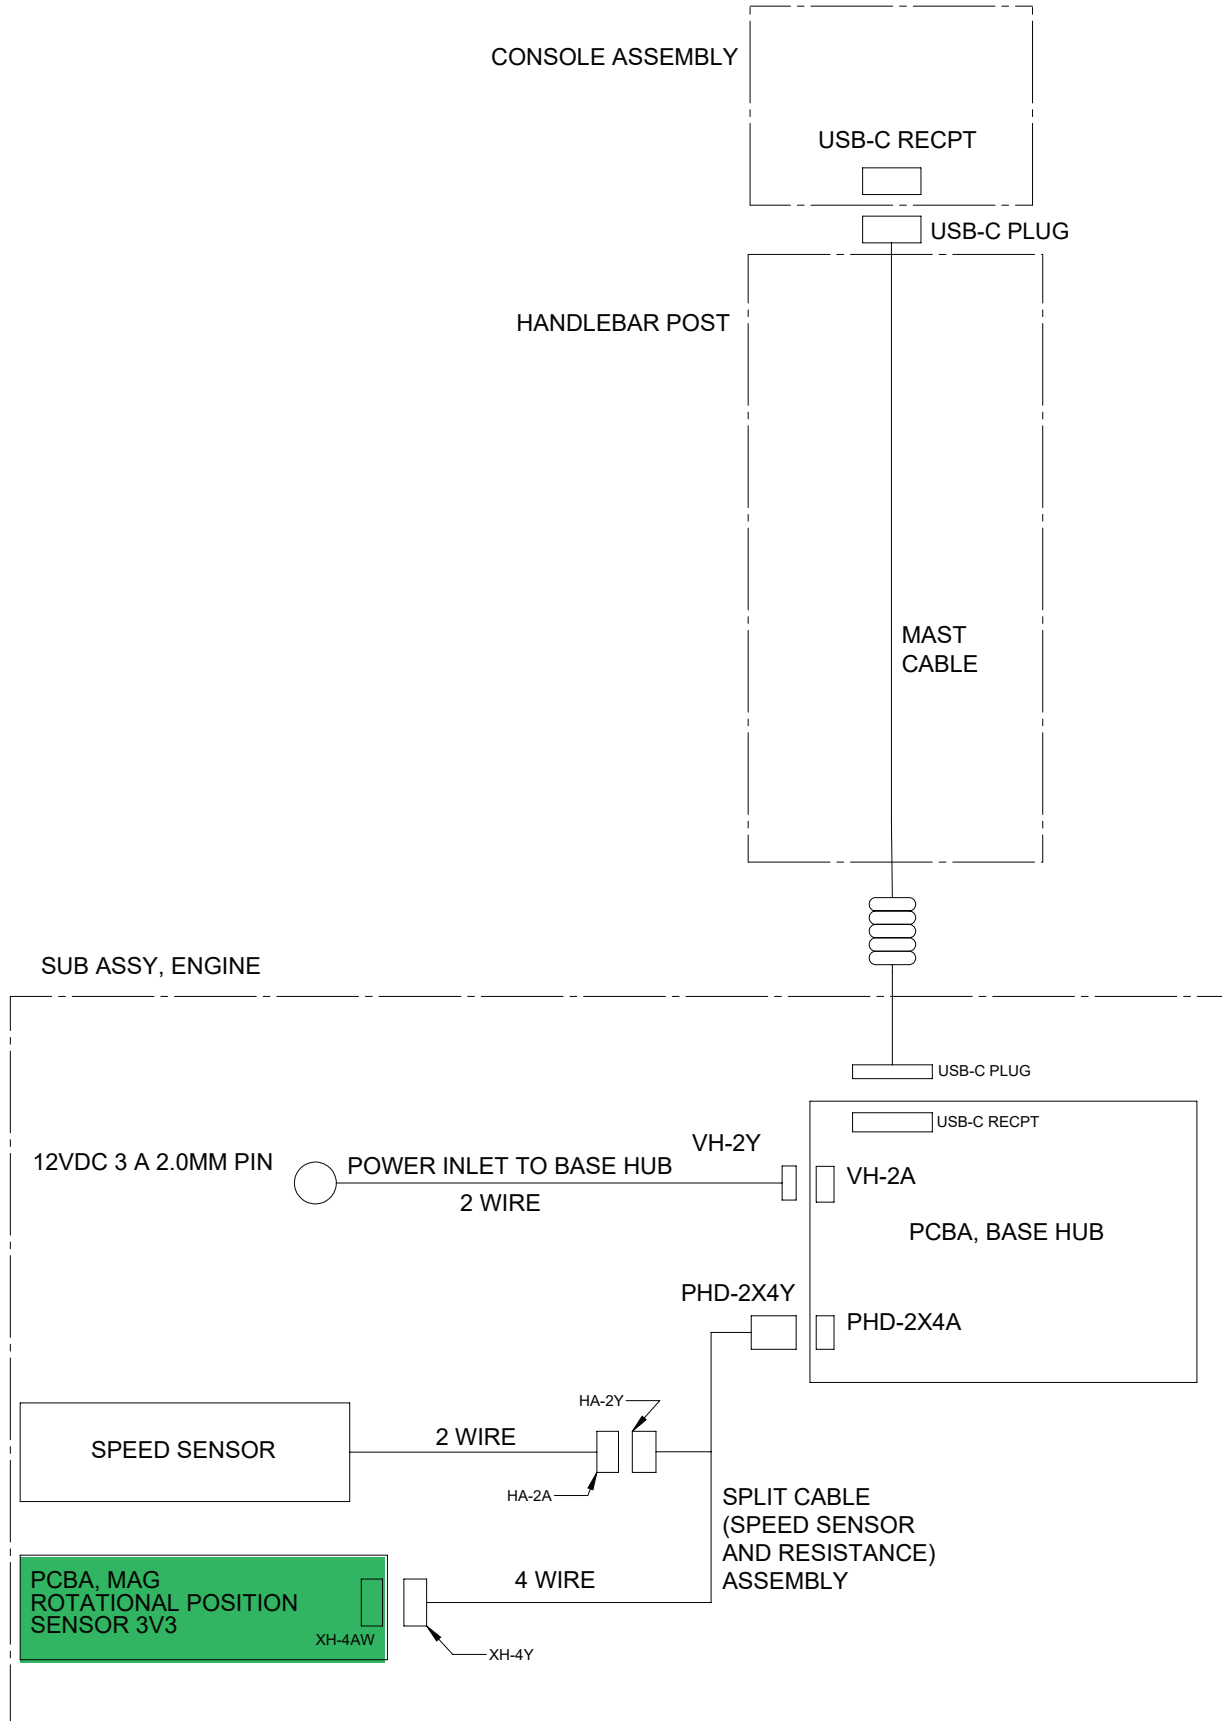 CONSOLE ASSEMBLY
USB-C RECPT
USB-C PLUG
HANDLEBAR POST
MAST
CABLE
SUB ASSY, ENGINE
USB-C PLUG
USB-C RECPT
12VDC 3 A 2.0MM PIN
POWER INLET TO BASE HUB
2 WIRE
VH-2Y
VH-2A
PCBA, BASE HUB
PHD-2X4Y
PHD-2X4A
HA-2Y
SPEED SENSOR
2 WIRE
HA-2A
SPLIT CABLE
(SPEED SENSOR
AND RESISTANCE)
ASSEMBLY
PCBA, MAG
ROTATIONAL POSITION
SENSOR 3V3
XH-4AW
4 WIRE
XH-4Y